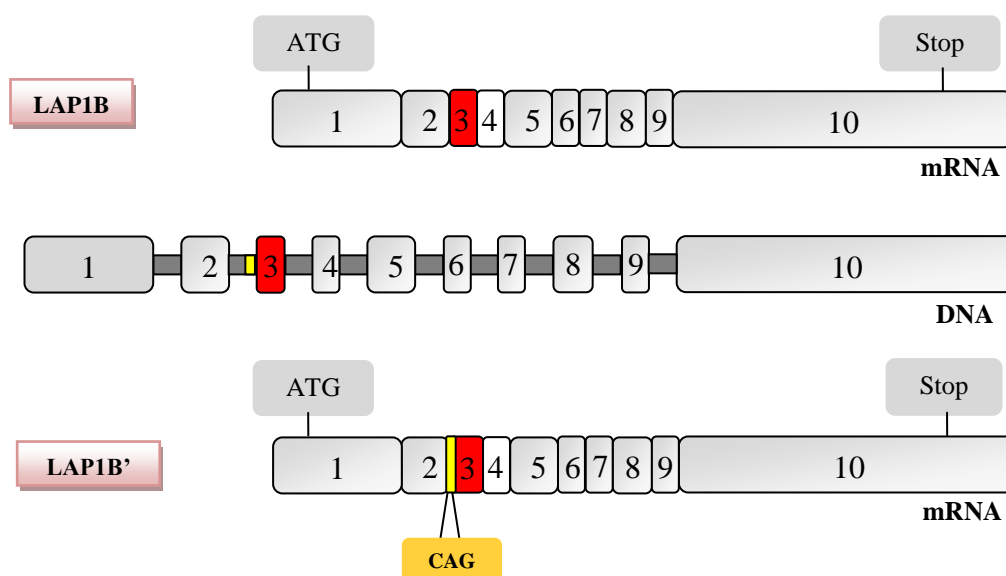 ATG Stop
LAP1B
1 2 3 4 5 6 7 8 9 10
mRNA
1 2 3 4 5 6 7 8 9 10
DNA
ATG Stop
LAP1B’
1 2 3 4 5 6 7 8 9 10
mRNA
CAG